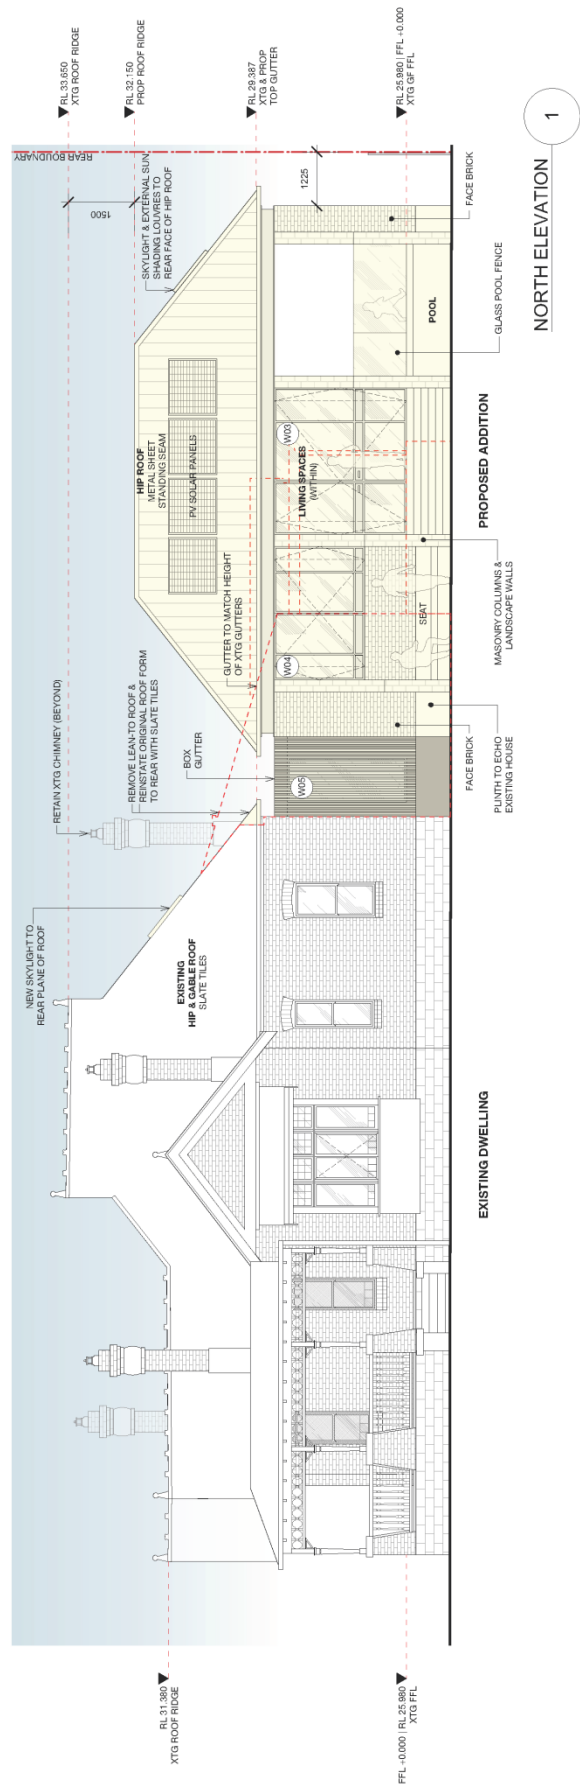 RL 33.650
XTG ROOF RIDGE
RL 32.150
PROP ROOF RIDGE
RL 29.387
XTG & PROP
TOP GUTTER
RL 25.980 | FFL +0.000
XTG GF FFL
REAR BOUDNARY
1500
1225
SKYLIGHT & EXTERNAL SUN
SHADING LOUVRES TO
REAR FACE OF HIP ROOF
HIP ROOF
METAL SHEET
STANDING SEAM
PV SOLAR PANELS
GUTTER TO MATCH HEIGHT
OF XTG GUTTERS
RETAIN XTG CHIMNEY (BEYOND)
REMOVE LEAN-TO ROOF &
REINSTATE ORIGINAL ROOF FORM
TO REAR WITH SLATE TILES
BOX
GUTTER
NEW SKYLIGHT TO
REAR PLANE OF ROOF
EXISTING
HIP & GABLE ROOF
SLATE TILES
W05
W04
W03
LIVING SPACES
(WITHIN)
SEAT
POOL
FACE BRICK
PLINTH TO ECHO
EXISTING HOUSE
MASONRY COLUMNS &
LANDSCAPE WALLS
GLASS POOL FENCE
FACE BRICK
EXISTING DWELLING
PROPOSED ADDITION
RL 31.380
XTG ROOF RIDGE
FFL +0.000 | RL 25.980
XTG FFL
NORTH ELEVATION
1